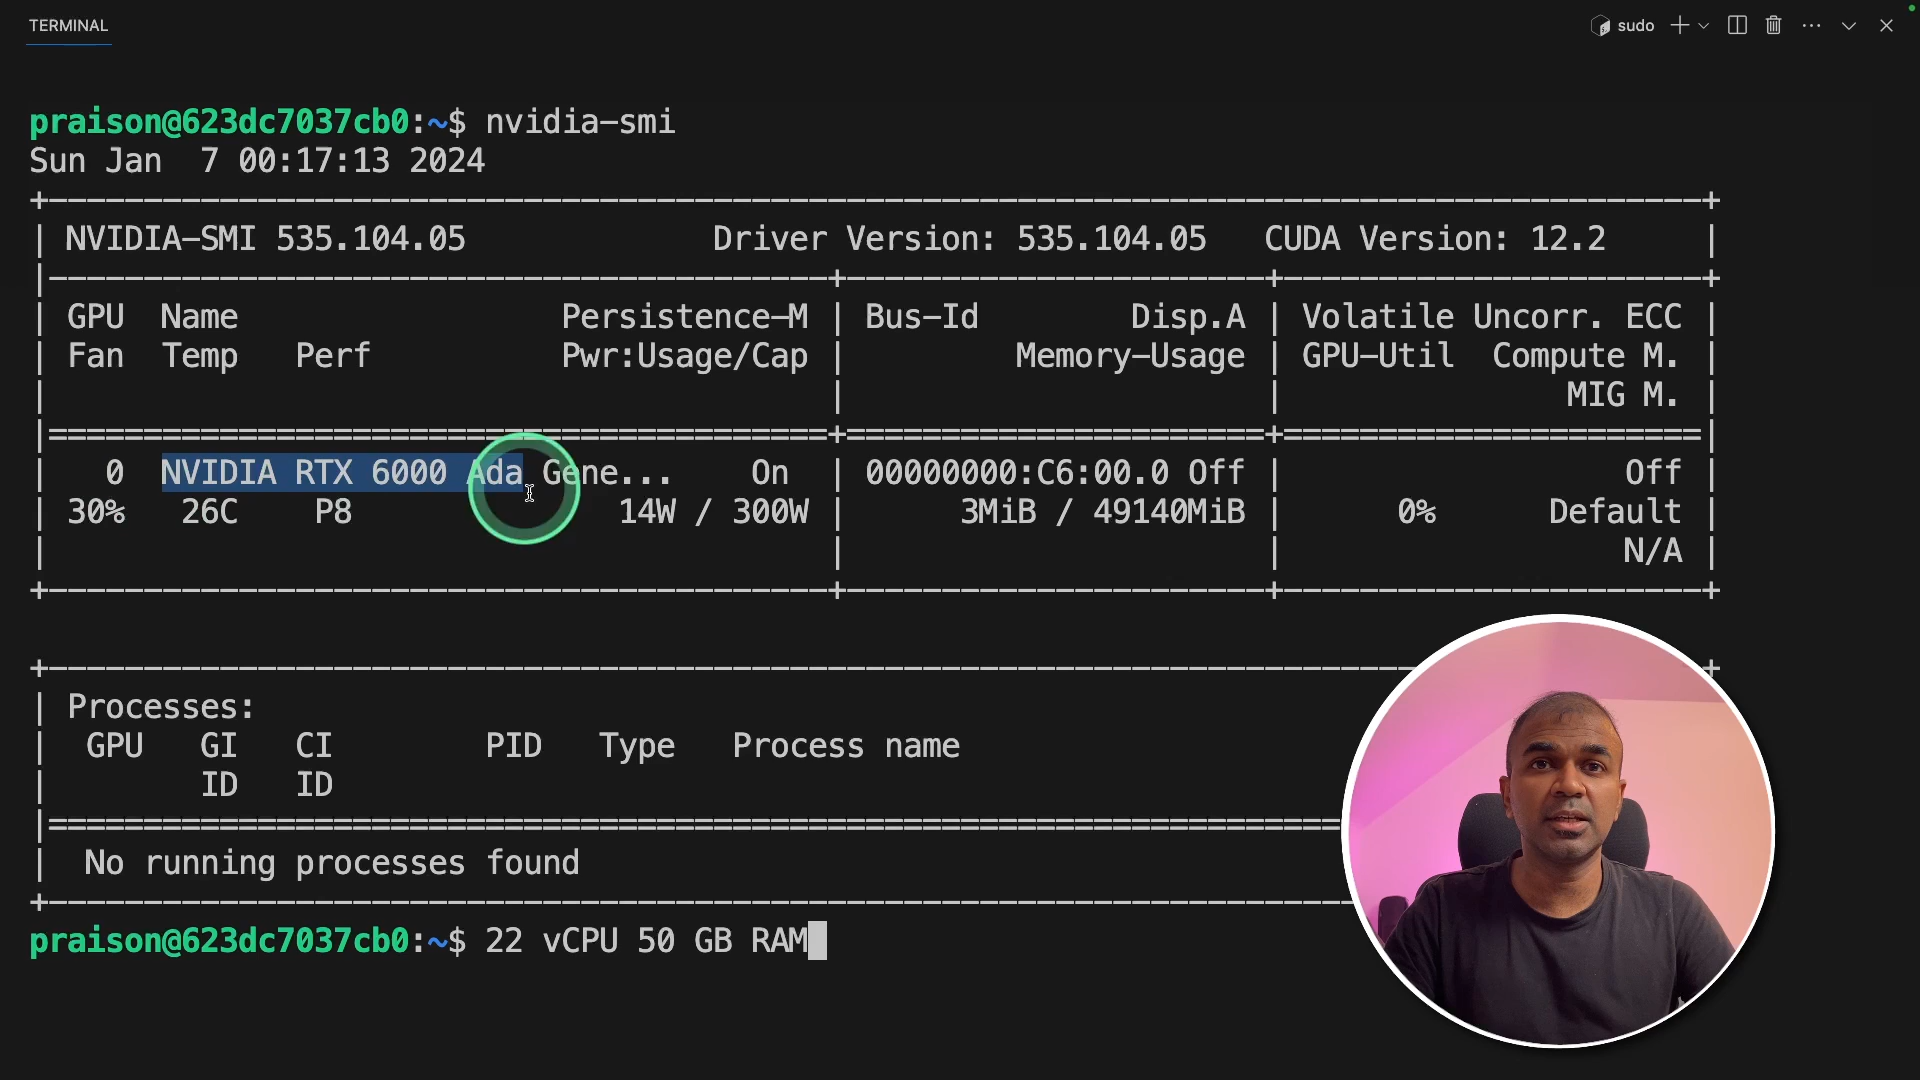 TERMINAL
sudo
praison@623dc7037cb0:~$ nvidia-smi
Sun Jan  7 00:17:13 2024
NVIDIA-SMI 535.104.05 Driver Version: 535.104.05 CUDA Version: 12.2
GPU Name Persistence-M | Bus-Id Disp.A | Volatile Uncorr. ECC
Fan Temp Perf Pwr:Usage/Cap | Memory-Usage | GPU-Util Compute M.
MIG M.
0 NVIDIA RTX 6000 Ada Gene... On | 00000000:C6:00.0 Off | Off
30% 26C P8 14W / 300W | 3MiB / 49140MiB | 0% Default
N/A
Processes:
GPU GI CI PID Type Process name
ID ID
No running processes found
praison@623dc7037cb0:~$ 22 vCPU 50 GB RAM